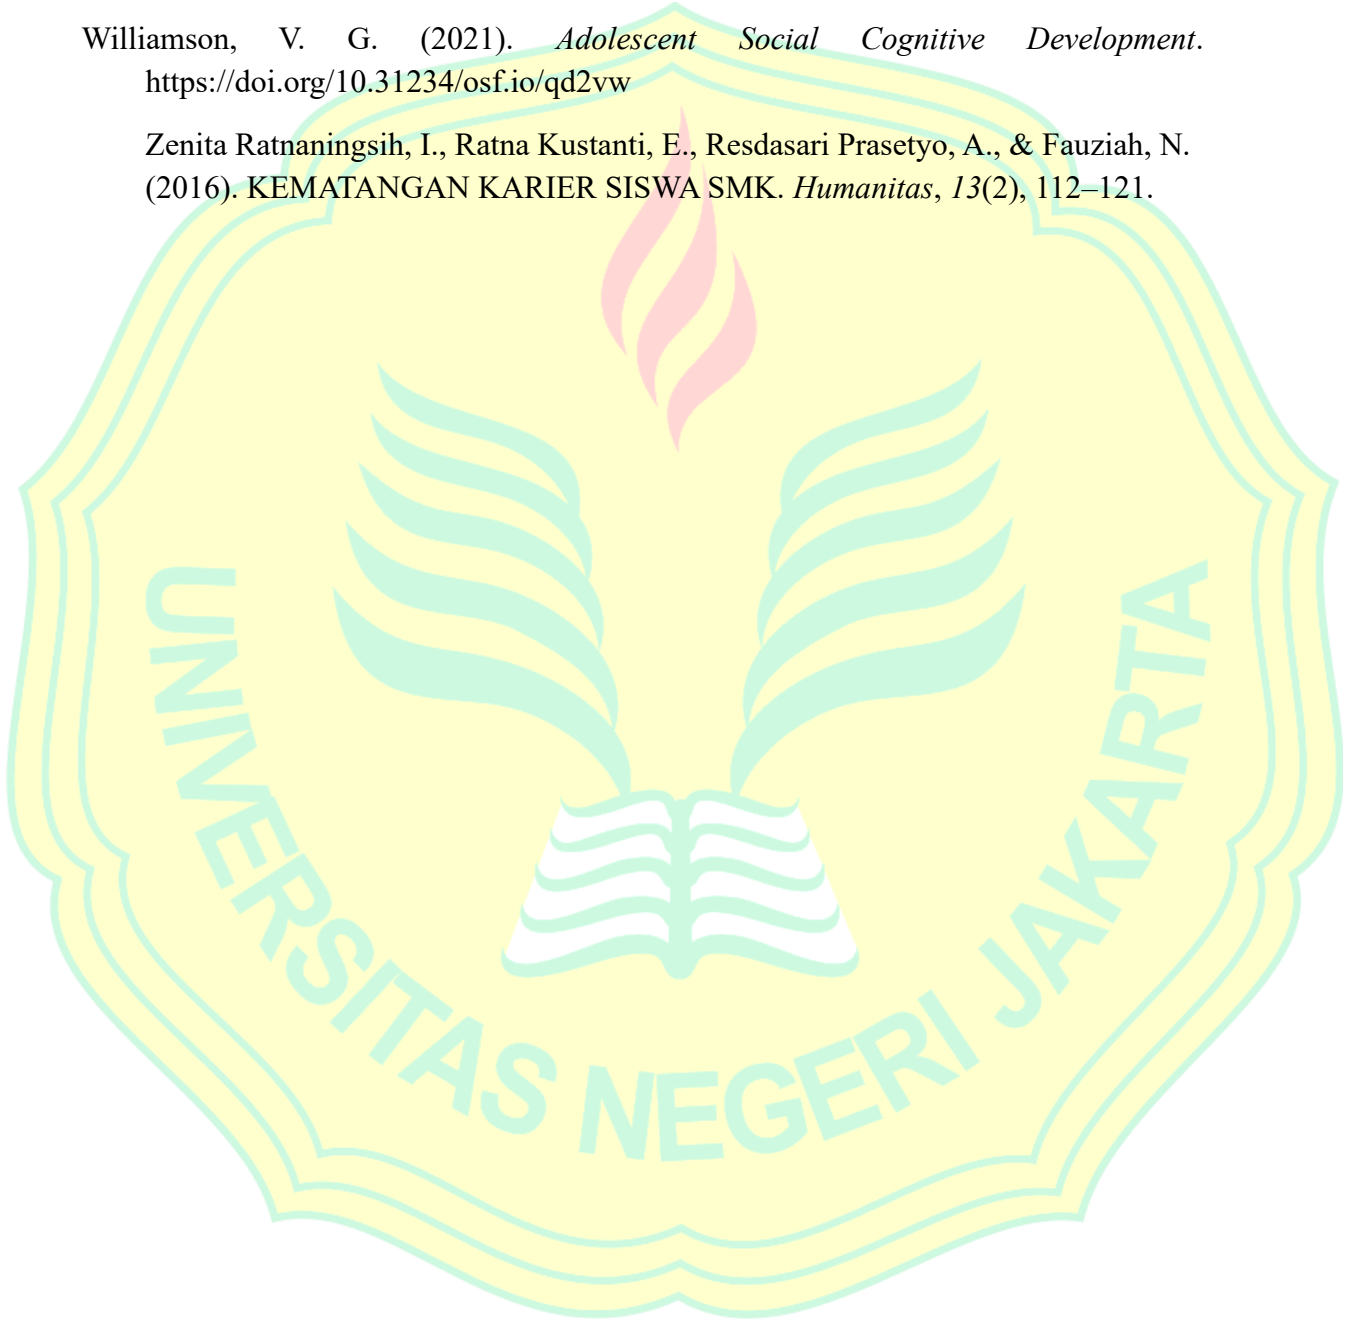 Williamson, V. G. (2021). Adolescent Social Cognitive Development.
https://doi.org/10.31234/osf.io/qd2vw
Zenita Ratnaningsih, I., Ratna Kustanti, E., Resdasari Prasetyo, A., & Fauziah, N.
(2016). KEMATANGAN KARIER SISWA SMK. Humanitas, 13(2), 112–121.
UNIVERSITAS NEGERI JAKARTA